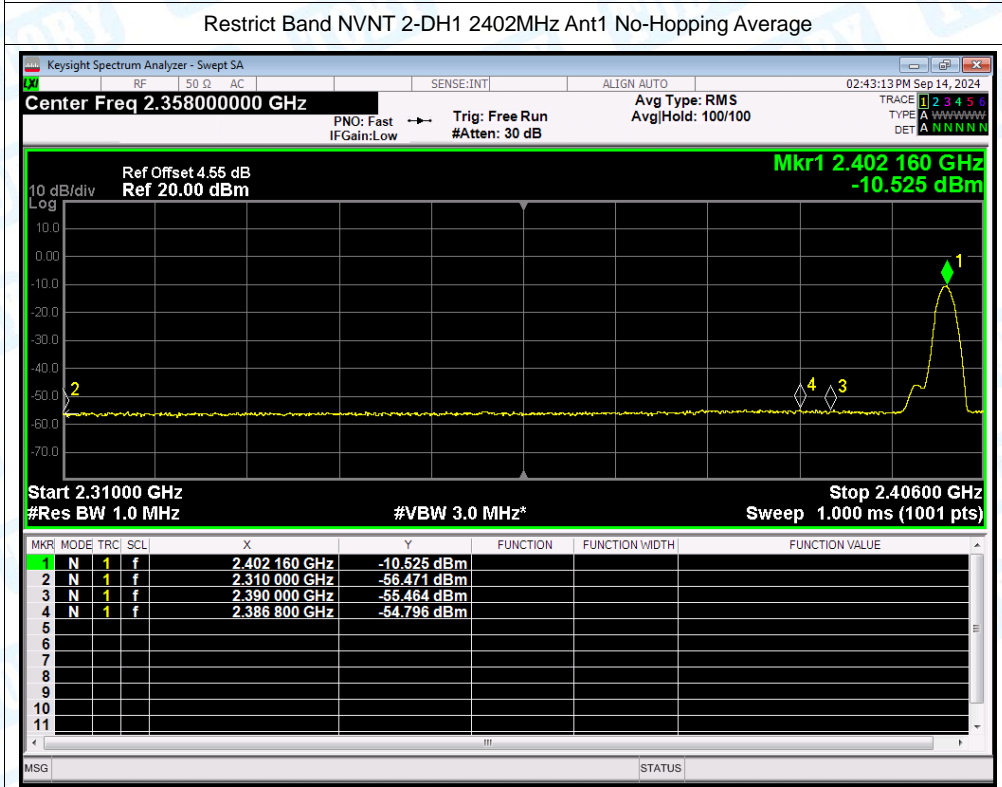 Restrict Band NVNT 2-DH1 2402MHz Ant1 No-Hopping Average
Keysight Spectrum Analyzer - Swept SA
LXI RF 50 Ω AC SENSE:INT ALIGN AUTO 02:43:13 PM Sep 14, 2024
Center Freq 2.358000000 GHz Avg Type: RMS TRACE 1 2 3 4 5 6
PNO: Fast Trig: Free Run Avg|Hold: 100/100 TYPE A WWWWW
IFGain:Low #Atten: 30 dB DET A N N N N N
Mkr1 2.402 160 GHz
Ref Offset 4.55 dB
10 dB/div Ref 20.00 dBm -10.525 dBm
Log
10.0
0.00
-10.0
-20.0
-30.0
-40.0
-50.0
-60.0
-70.0
1
2
4 3
Start 2.31000 GHz Stop 2.40600 GHz
#Res BW 1.0 MHz #VBW 3.0 MHz* Sweep 1.000 ms (1001 pts)
MKR MODE TRC SCL X Y FUNCTION FUNCTION WIDTH FUNCTION VALUE
1 N 1 f 2.402 160 GHz -10.525 dBm
2 N 1 f 2.310 000 GHz -56.471 dBm
3 N 1 f 2.390 000 GHz -55.464 dBm
4 N 1 f 2.386 800 GHz -54.796 dBm
5
6
7
8
9
10
11
MSG STATUS